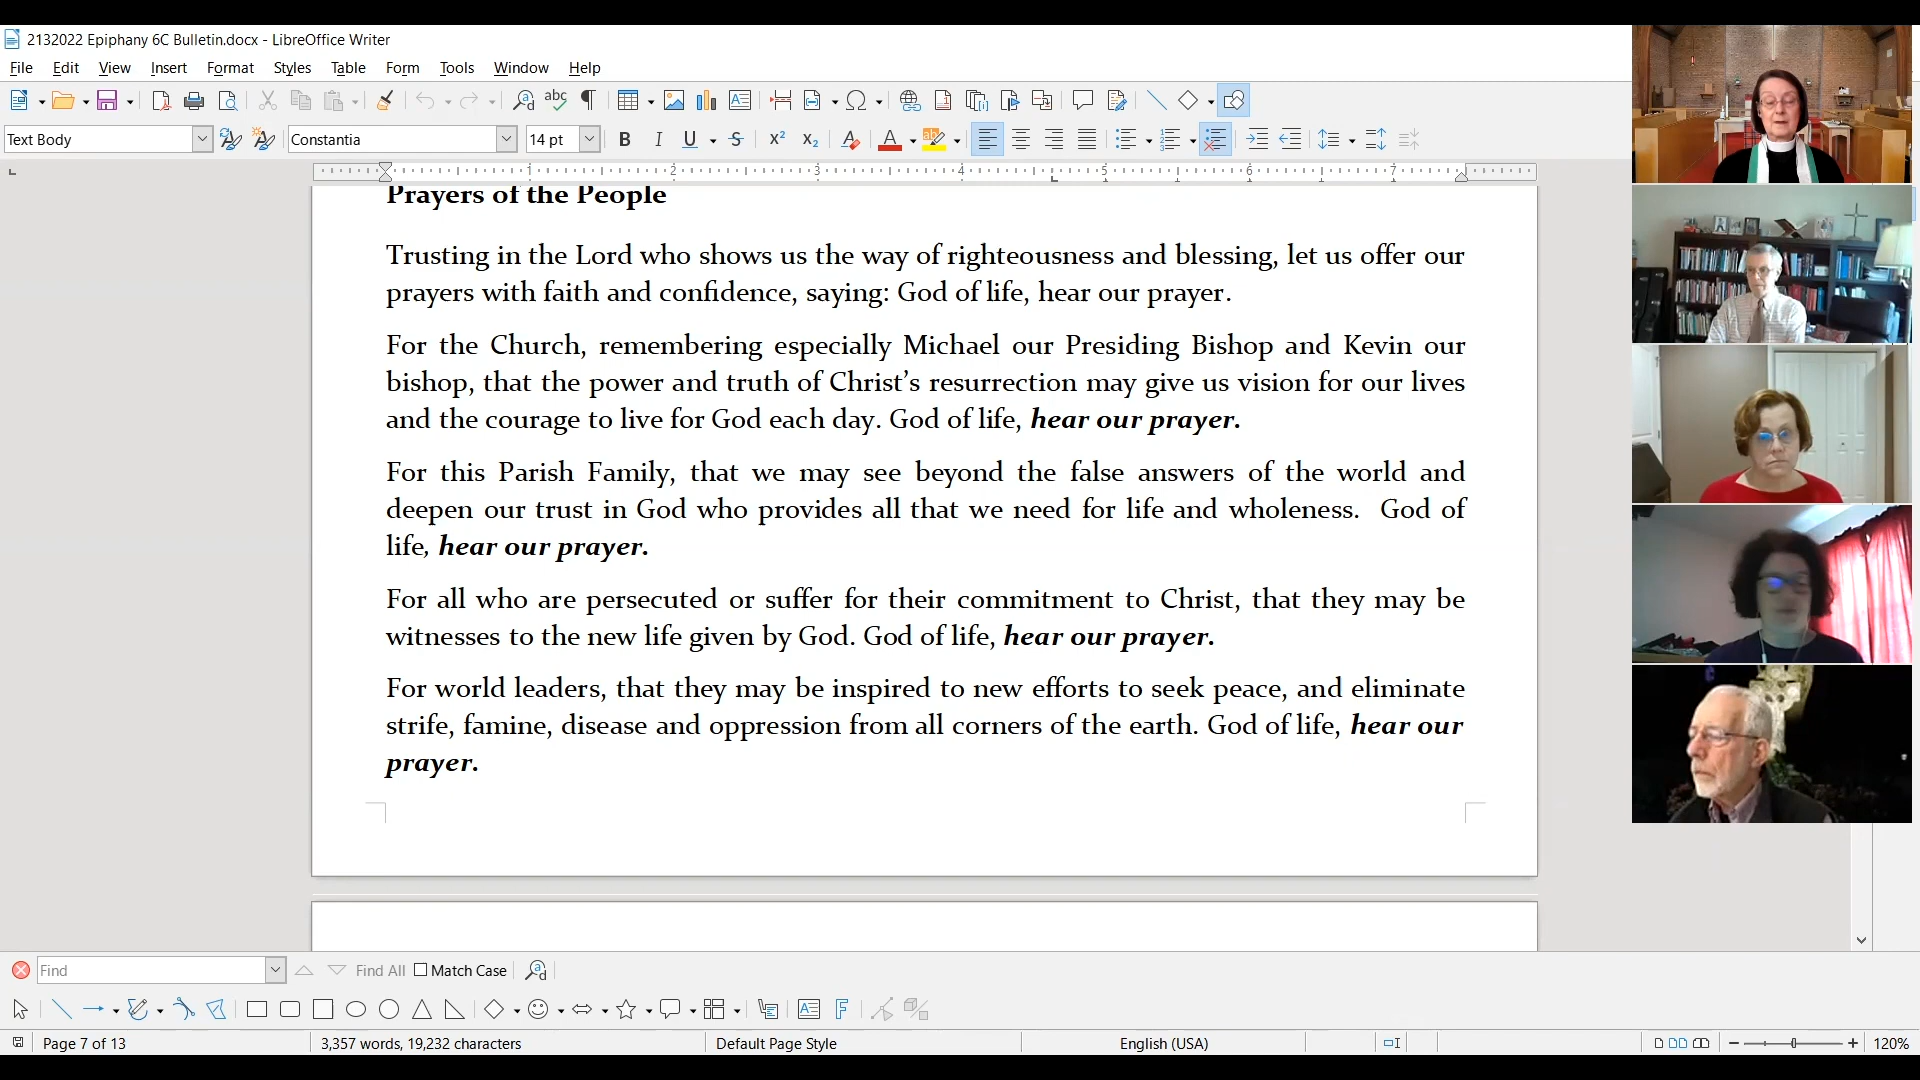 2132022 Epiphany 6C Bulletin.docx - LibreOffice Writer
File Edit View Insert Format Styles Table Form Tools Window Help
Text Body Constantia 14 pt
1 2 3 4 5 6 7
Prayers of the People
Trusting in the Lord who shows us the way of righteousness and blessing, let us offer our
prayers with faith and confidence, saying: God of life, hear our prayer.
For the Church, remembering especially Michael our Presiding Bishop and Kevin our
bishop, that the power and truth of Christ’s resurrection may give us vision for our lives
and the courage to live for God each day. God of life, hear our prayer.
For this Parish Family, that we may see beyond the false answers of the world and
deepen our trust in God who provides all that we need for life and wholeness.  God of
life, hear our prayer.
For all who are persecuted or suffer for their commitment to Christ, that they may be
witnesses to the new life given by God. God of life, hear our prayer.
For world leaders, that they may be inspired to new efforts to seek peace, and eliminate
strife, famine, disease and oppression from all corners of the earth. God of life, hear our
prayer.
Find Find All Match Case
Page 7 of 13 3,357 words, 19,232 characters Default Page Style English (USA) 120%